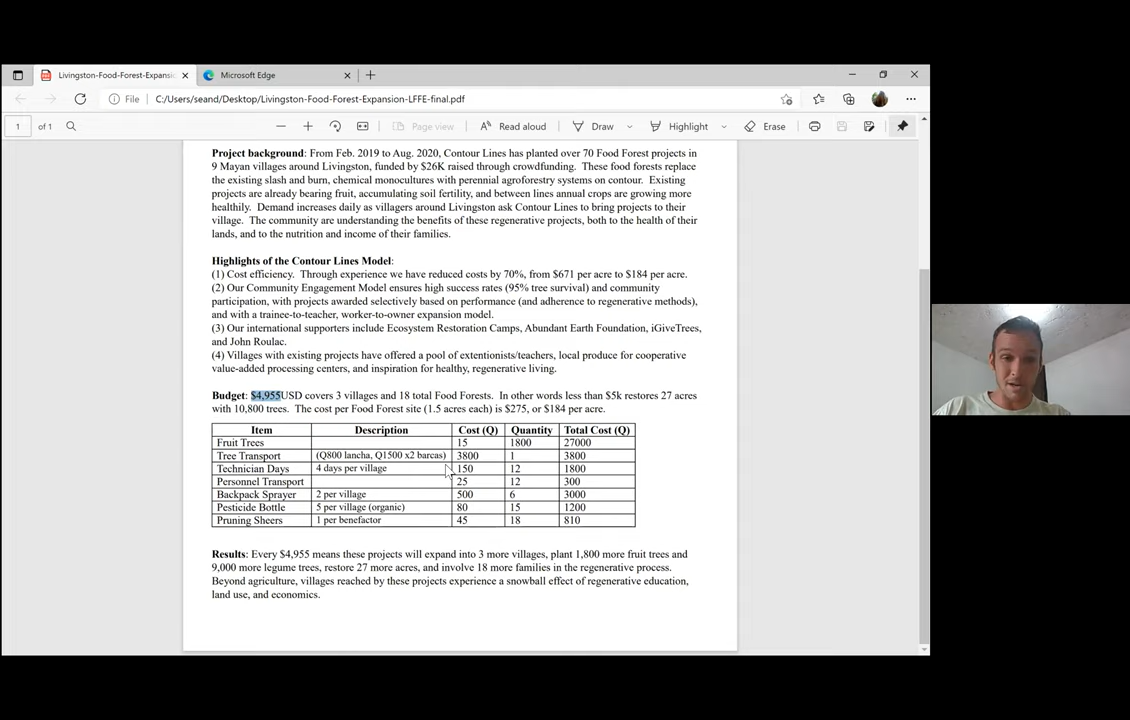 Livingston-Food-Forest-Expansio
Microsoft Edge
File
C:/Users/seand/Desktop/Livingston-Food-Forest-Expansion-LFFE-final.pdf
1 of 1
Page view
Read aloud
Draw
Highlight
Erase
Project background: From Feb. 2019 to Aug. 2020, Contour Lines has planted over 70 Food Forest projects in
9 Mayan villages around Livingston, funded by $26K raised through crowdfunding. These food forests replace
the existing slash and burn, chemical monocultures with perennial agroforestry systems on contour. Existing
projects are already bearing fruit, accumulating soil fertility, and between lines annual crops are growing more
healthily. Demand increases daily as villagers around Livingston ask Contour Lines to bring projects to their
village. The community are understanding the benefits of these regenerative projects, both to the health of their
lands, and to the nutrition and income of their families.
Highlights of the Contour Lines Model:
(1) Cost efficiency. Through experience we have reduced costs by 70%, from $671 per acre to $184 per acre.
(2) Our Community Engagement Model ensures high success rates (95% tree survival) and community
participation, with projects awarded selectively based on performance (and adherence to regenerative methods),
and with a trainee-to-teacher, worker-to-owner expansion model.
(3) Our international supporters include Ecosystem Restoration Camps, Abundant Earth Foundation, iGiveTrees,
and John Roulac.
(4) Villages with existing projects have offered a pool of extentionists/teachers, local produce for cooperative
value-added processing centers, and inspiration for healthy, regenerative living.
Budget: $4,955USD covers 3 villages and 18 total Food Forests. In other words less than $5k restores 27 acres
with 10,800 trees. The cost per Food Forest site (1.5 acres each) is $275, or $184 per acre.
Item Description Cost (Q) Quantity Total Cost (Q)
Fruit Trees 15 1800 27000
Tree Transport (Q800 lancha, Q1500 x2 barcas) 3800 1 3800
Technician Days 4 days per village 150 12 1800
Personnel Transport 25 12 300
Backpack Sprayer 2 per village 500 6 3000
Pesticide Bottle 5 per village (organic) 80 15 1200
Pruning Sheers 1 per benefactor 45 18 810
Results: Every $4,955 means these projects will expand into 3 more villages, plant 1,800 more fruit trees and
9,000 more legume trees, restore 27 more acres, and involve 18 more families in the regenerative process.
Beyond agriculture, villages reached by these projects experience a snowball effect of regenerative education,
land use, and economics.